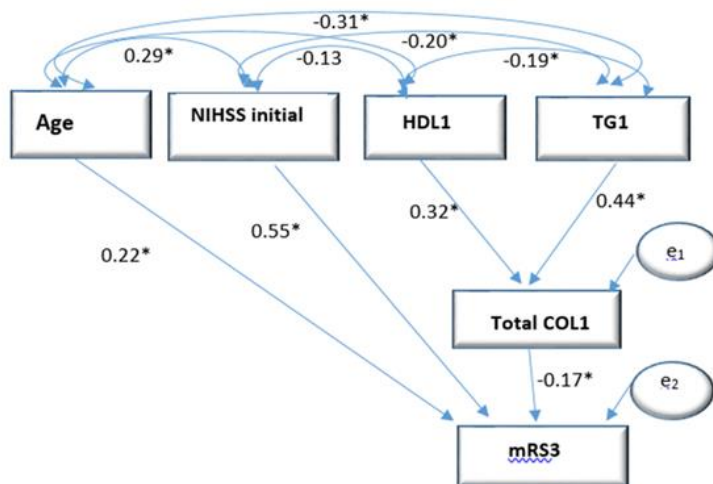 -0.31*
0.29*
-0.13
-0.20*
-0.19*
Age
NIHSS initial
HDL1
TG1
0.22*
0.55*
0.32*
0.44*
e1
Total COL1
-0.17*
e2
mRS3